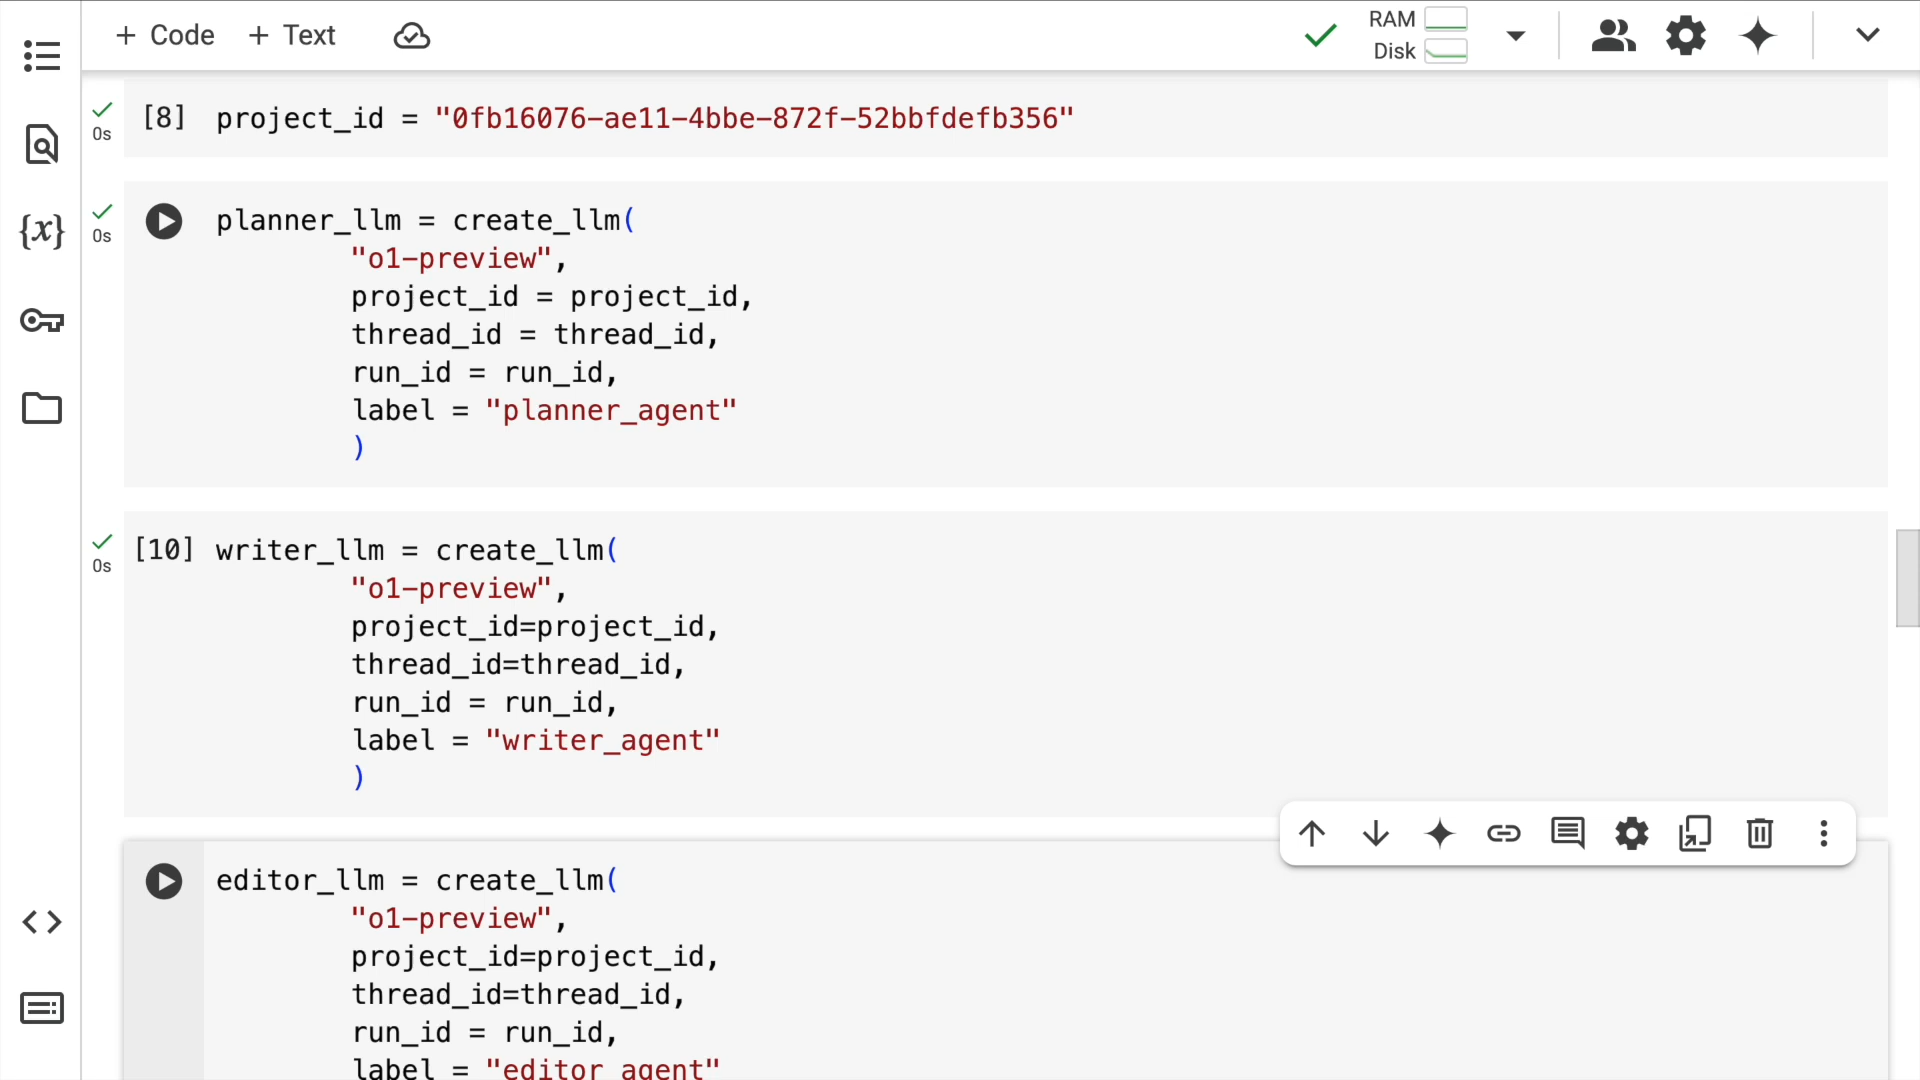 + Code + Text
RAM
Disk
0s
[8] project_id = "0fb16076-ae11-4bbe-872f-52bbfdefb356"
0s
planner_llm = create_llm(
"o1-preview",
project_id = project_id,
thread_id = thread_id,
run_id = run_id,
label = "planner_agent"
)
0s
[10] writer_llm = create_llm(
"o1-preview",
project_id=project_id,
thread_id=thread_id,
run_id = run_id,
label = "writer_agent"
)
editor_llm = create_llm(
"o1-preview",
project_id=project_id,
thread_id=thread_id,
run_id = run_id,
label = "editor_agent"